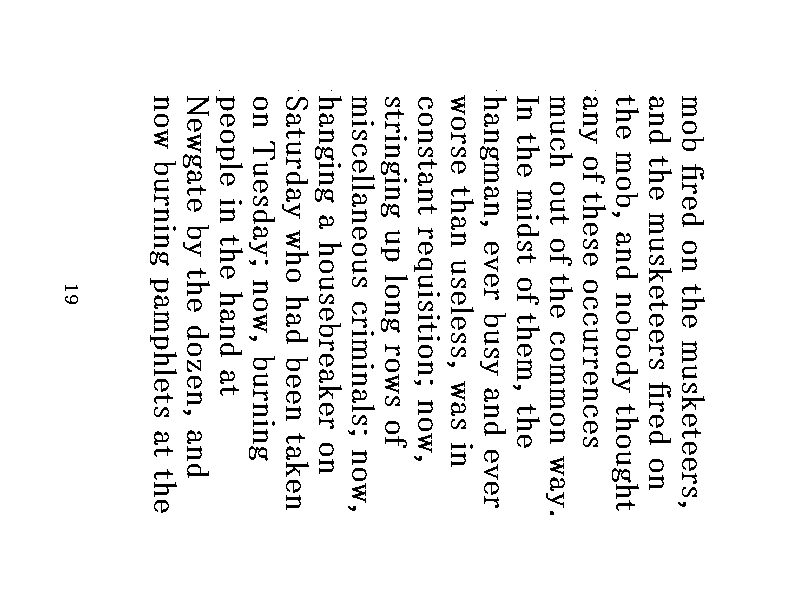 mob fired on the musketeers,
and the musketeers fired on
the mob, and nobody thought
any of these occurrences
much out of the common way.
In the midst of them, the
hangman, ever busy and ever
worse than useless, was in
constant requisition; now,
stringing up long rows of
miscellaneous criminals; now,
hanging a housebreaker on
Saturday who had been taken
on Tuesday; now, burning
people in the hand at
Newgate by the dozen, and
now burning pamphlets at the
19